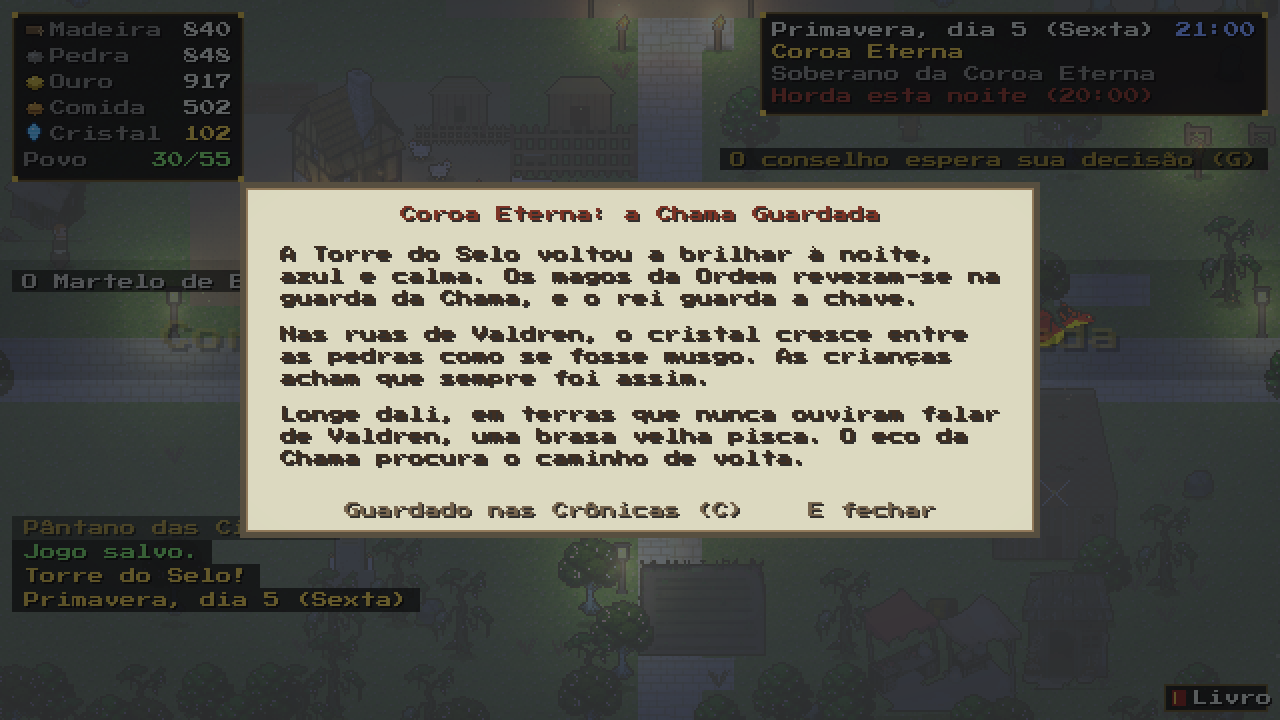 Madeira 840
Pedra 848
Ouro 917
Comida 502
Cristal 102
Povo 30/55
Primavera, dia 5 (Sexta) 21:00
Coroa Eterna
Soberano da Coroa Eterna
Horda esta noite (20:00)
O conselho espera sua decisão (G)
O Martelo de
Coroa Eterna: a Chama Guardada
A Torre do Selo voltou a brilhar à noite,
azul e calma. Os magos da Ordem revezam-se na
guarda da Chama, e o rei guarda a chave.
Nas ruas de Valdren, o cristal cresce entre
as pedras como se fosse musgo. As crianças
acham que sempre foi assim.
Longe dali, em terras que nunca ouviram falar
de Valdren, uma brasa velha pisca. O eco da
Chama procura o caminho de volta.
Guardado nas Crônicas (C) E fechar
Pântano das
Jogo salvo.
Torre do Selo!
Primavera, dia 5 (Sexta)
Livro